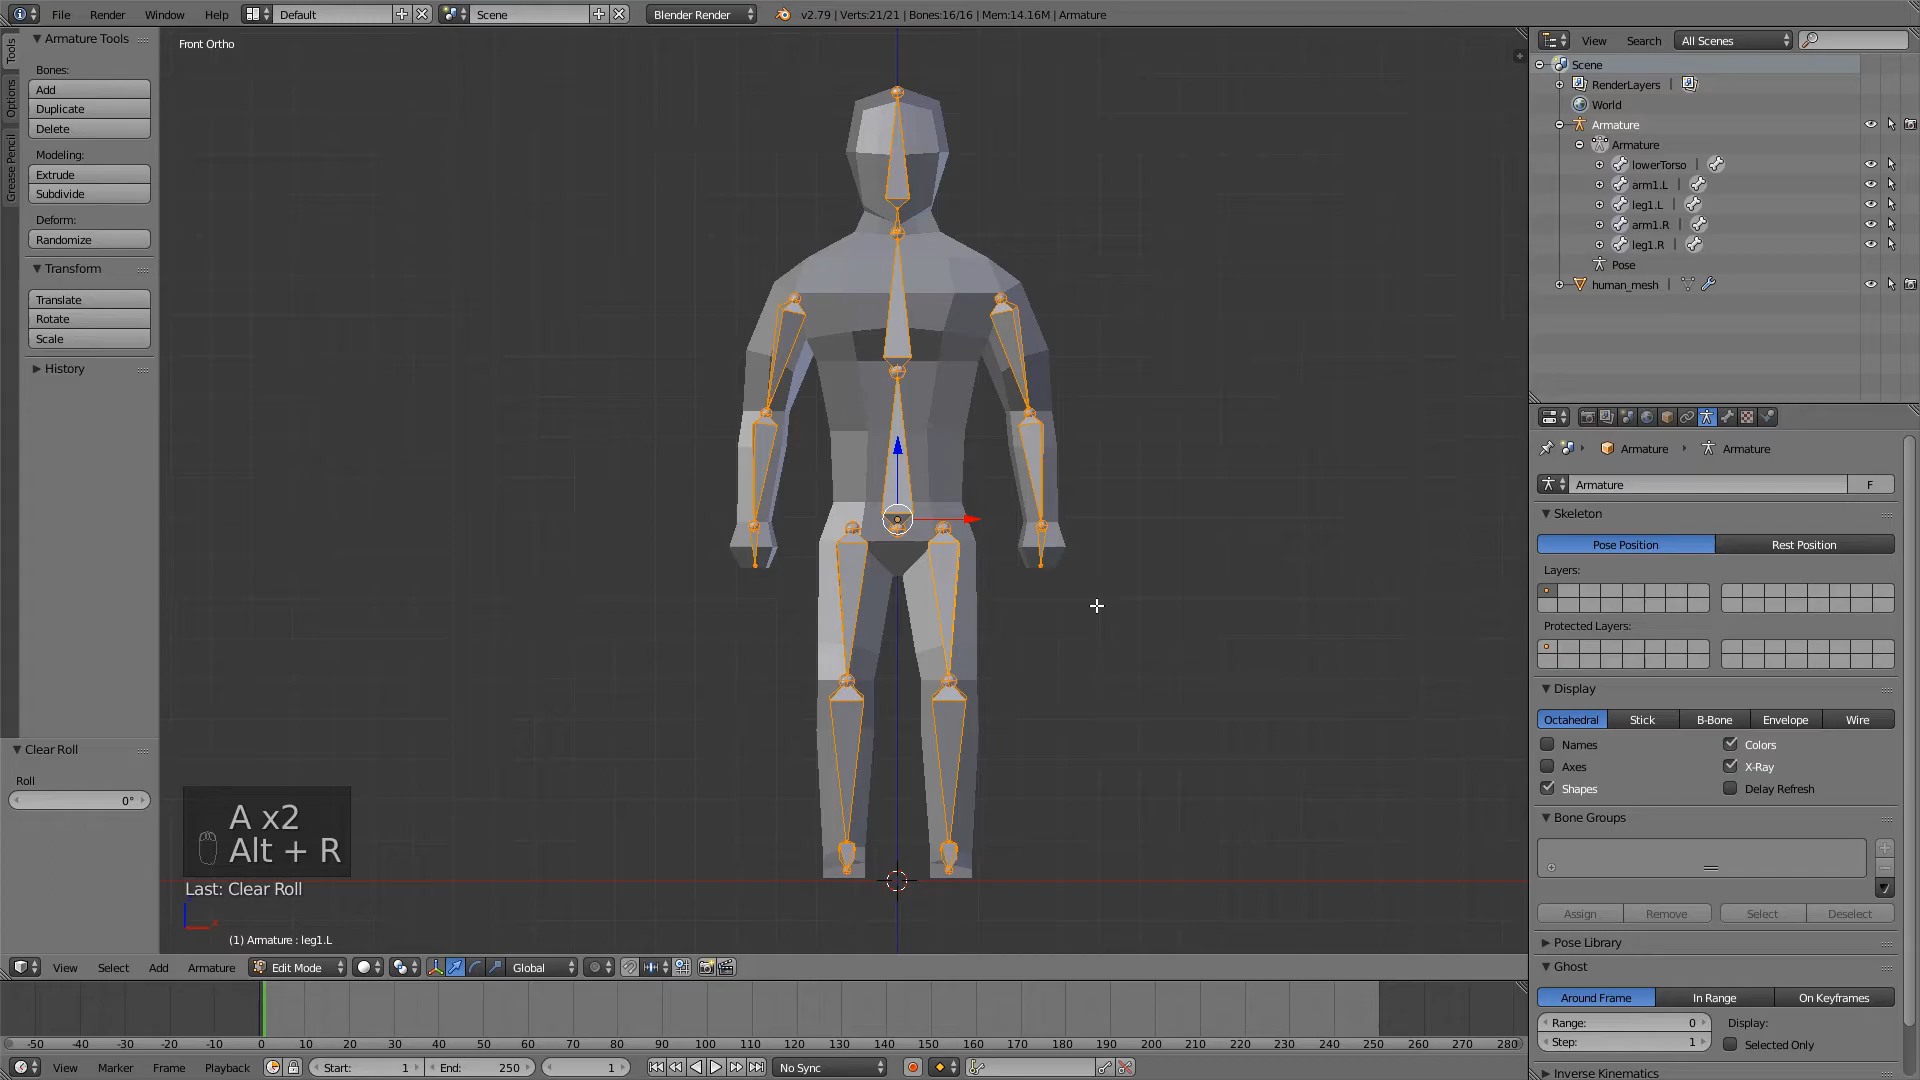 File
Render
Window
Help
Default
Scene
Blender Render
v2.79 | Verts:21/21 | Bones:16/16 | Mem:14.16M | Armature
Tools
Options
Grease Pencil
Armature Tools
Bones:
Add
Duplicate
Delete
Modeling:
Extrude
Subdivide
Deform:
Randomize
Transform
Translate
Rotate
Scale
History
Clear Roll
Roll
0°
Front Ortho
A x2
Alt + R
Last: Clear Roll
(1) Armature : leg1.L
View
Select
Add
Armature
Edit Mode
Global
-50 -40 -30 -20 -10 0 10 20 30 40 50 60 70 80 90 100 110 120 130 140 150 160 170 180 190 200 210 220 230 240 250 260 270 280
View
Marker
Frame
Playback
Start: 1
End: 250
1
No Sync
View
Search
All Scenes
Scene
RenderLayers |
World
Armature
Armature
lowerTorso |
arm1.L |
leg1.L |
arm1.R |
leg1.R |
Pose
human_mesh |
Armature
Armature
Armature
F
Skeleton
Pose Position
Rest Position
Layers:
Protected Layers:
Display
Octahedral
Stick
B-Bone
Envelope
Wire
Names
Colors
Axes
X-Ray
Shapes
Delay Refresh
Bone Groups
Assign
Remove
Select
Deselect
Pose Library
Ghost
Around Frame
In Range
On Keyframes
Range: 0
Display:
Step: 1
Selected Only
Inverse Kinematics